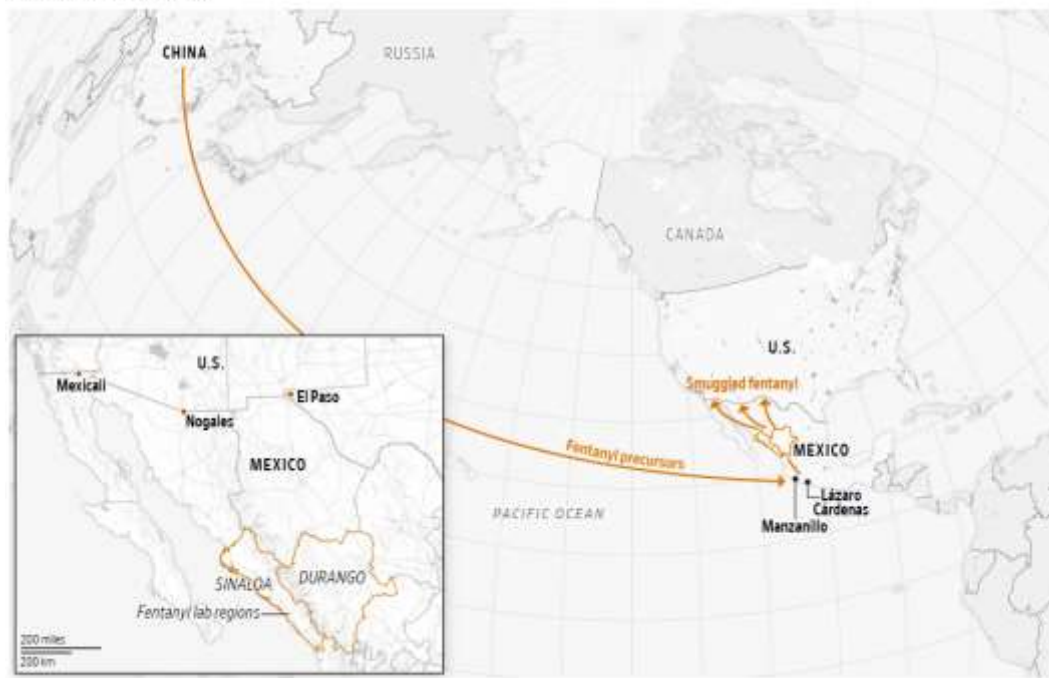 CHINA
RUSSIA
CANADA
U.S.
Smuggled fentanyl
MEXICO
Fentanyl precursors
Lázaro
Cárdenas
Manzanillo
PACIFIC OCEAN
U.S.
Mexicali
El Paso
Nogales
MEXICO
SINALOA
DURANGO
Fentanyl lab regions
200 miles
200 km